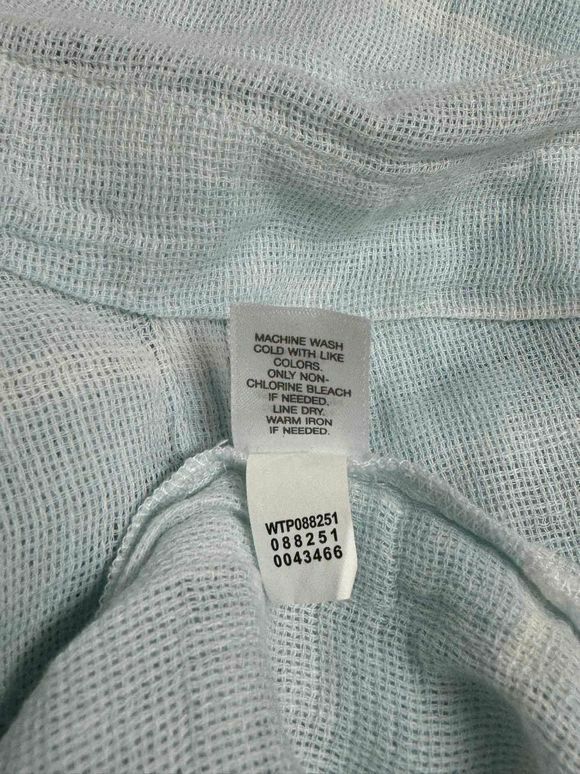 MACHINE WASH
COLD WITH LIKE
COLORS.
ONLY NON-
CHLORINE BLEACH
IF NEEDED.
LINE DRY.
WARM IRON
IF NEEDED.
WTP088251
088251
0043466